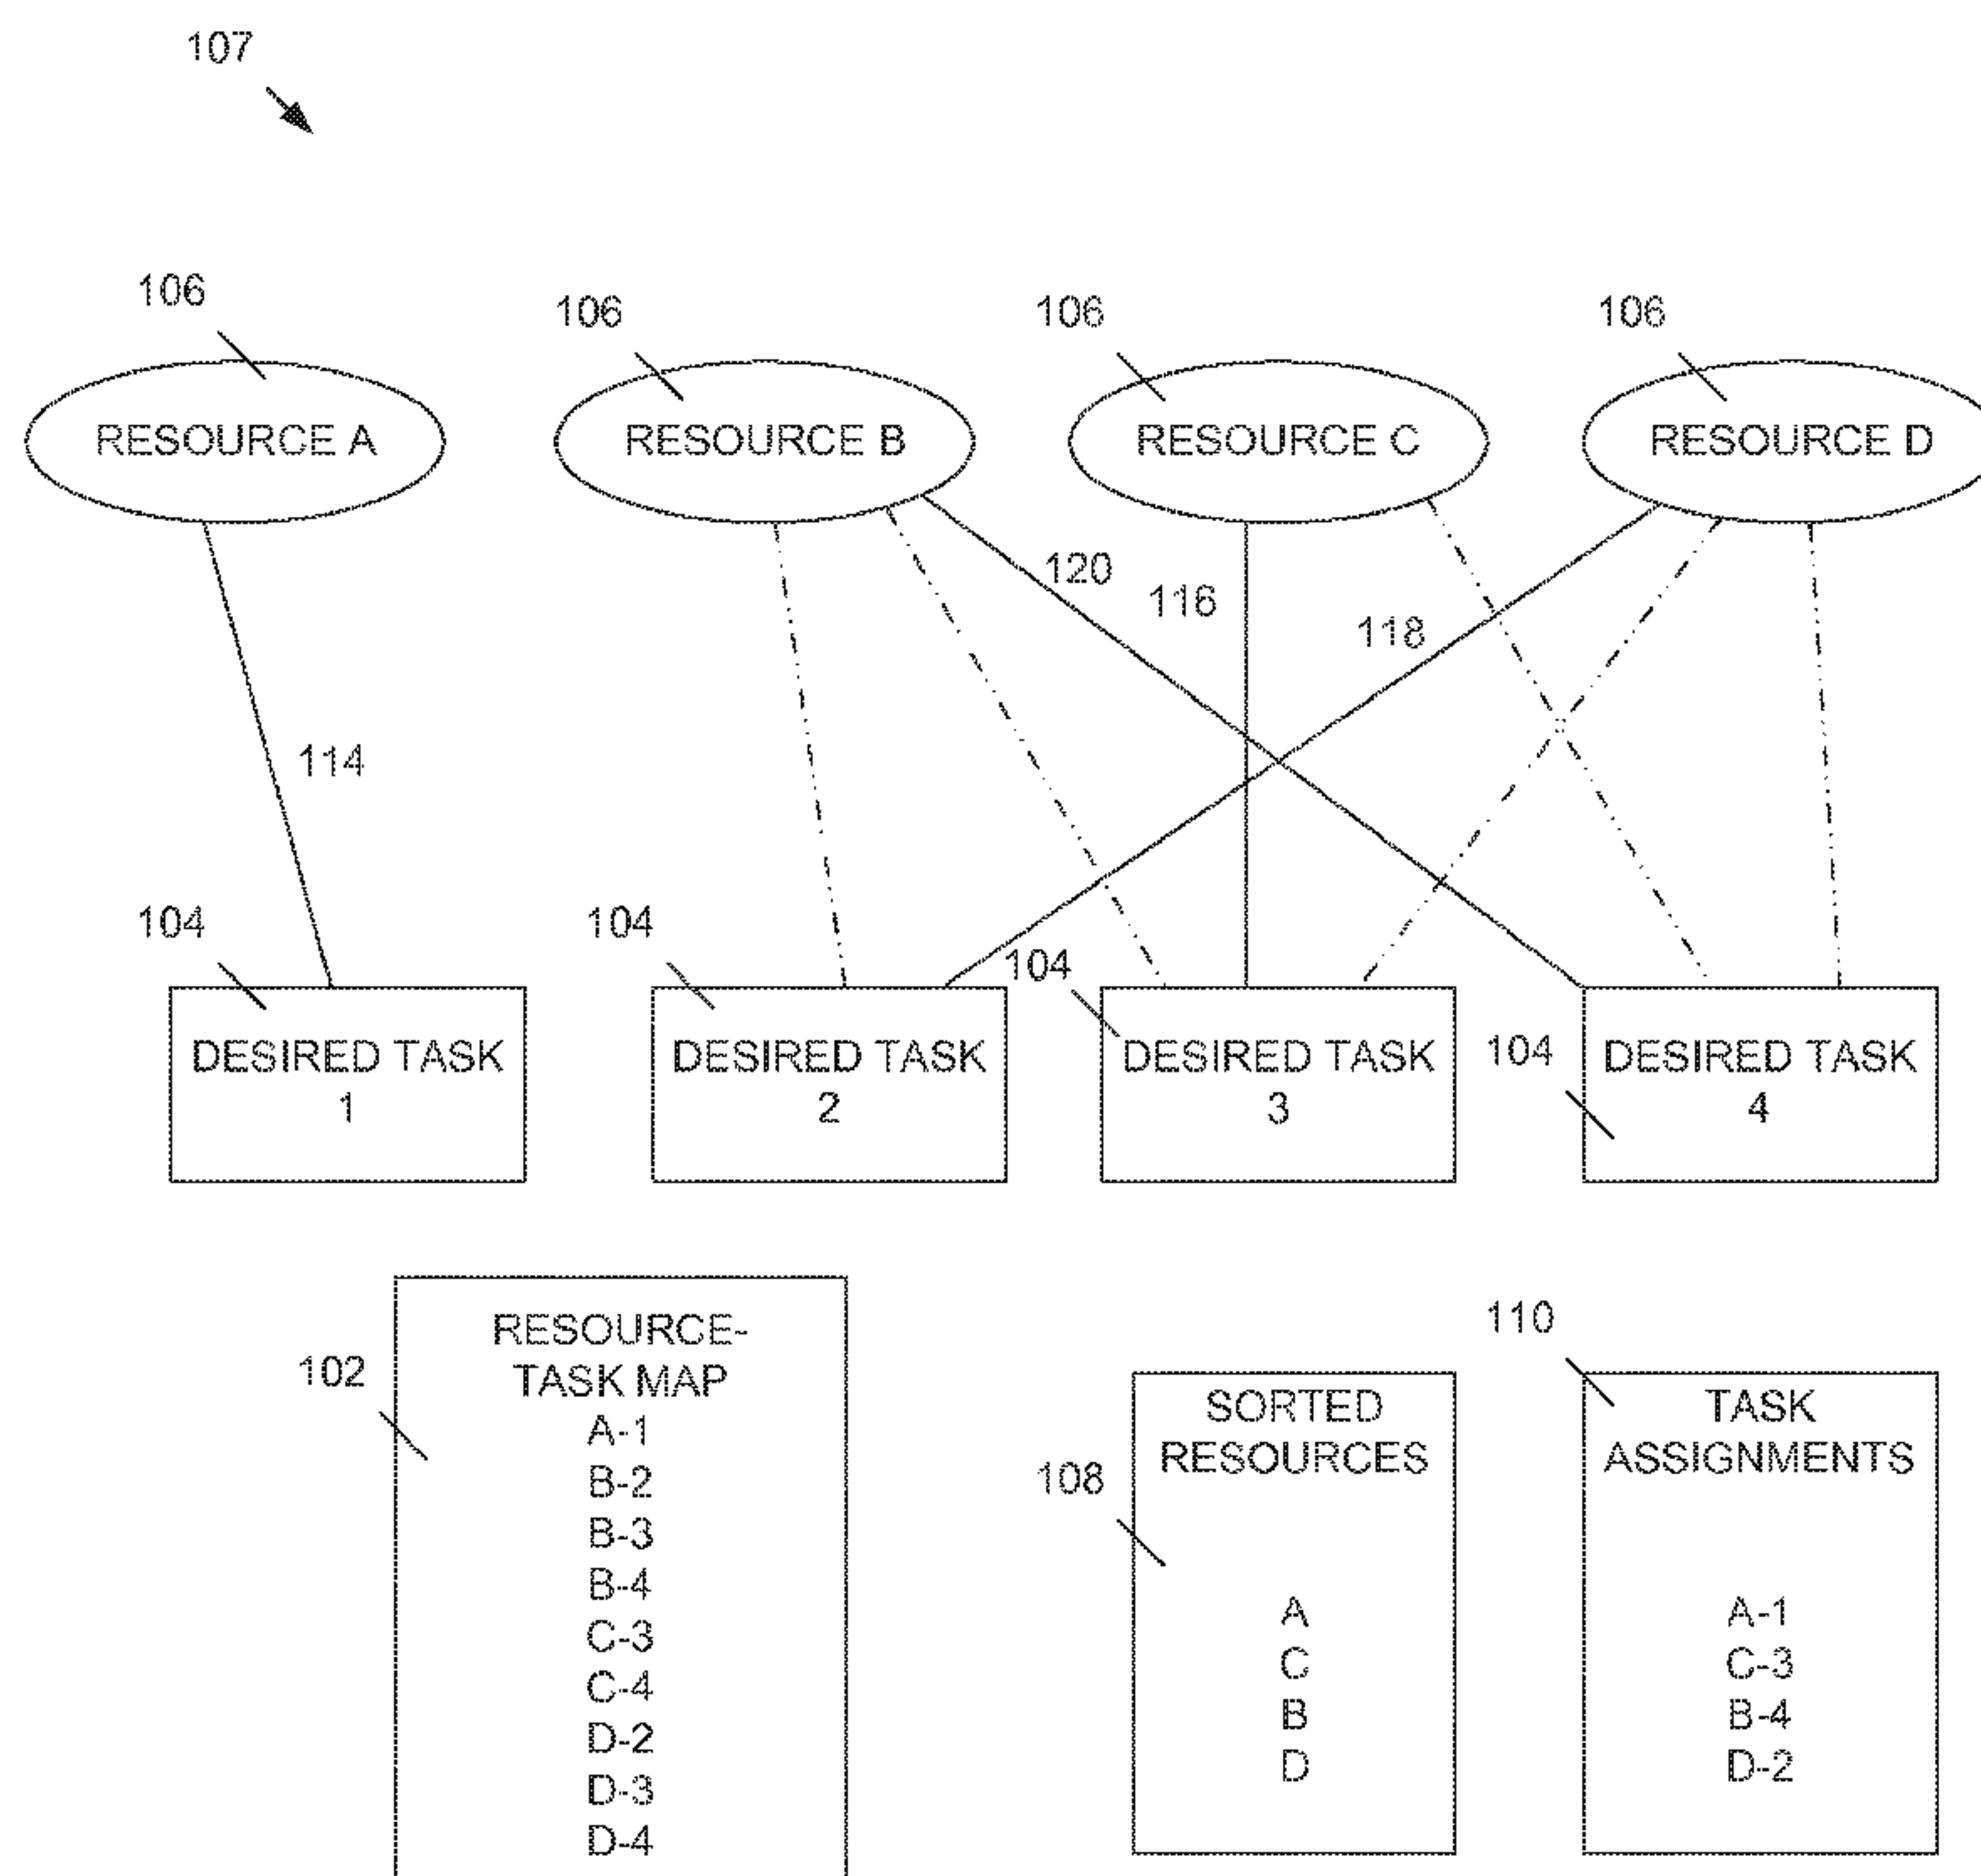 107
106
106
106
106
RESOURCE A
RESOURCE B
RESOURCE C
RESOURCE D
120
116
118
114
104
104
104
DESIRED TASK
1
DESIRED TASK
2
DESIRED TASK
3
104
DESIRED TASK
4
102
RESOURCE-
TASK MAP
A-1
B-2
B-3
B-4
C-3
C-4
D-2
D-3
D-4
108
SORTED
RESOURCES
A
C
B
D
110
TASK
ASSIGNMENTS
A-1
C-3
B-4
D-2